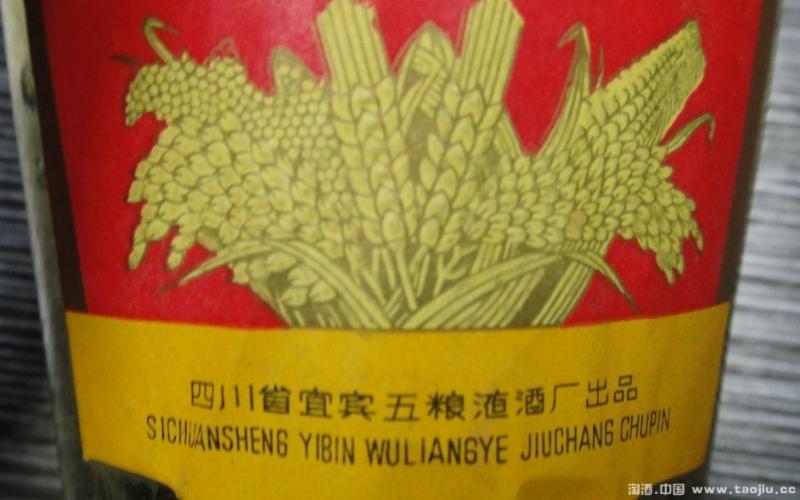 四川省宜宾五粮液酒厂出品
SICHUANSHENG YIBIN WULIANGYE JIUCHANG CHUPIN
淘酒.中国 www.taojiu.cc